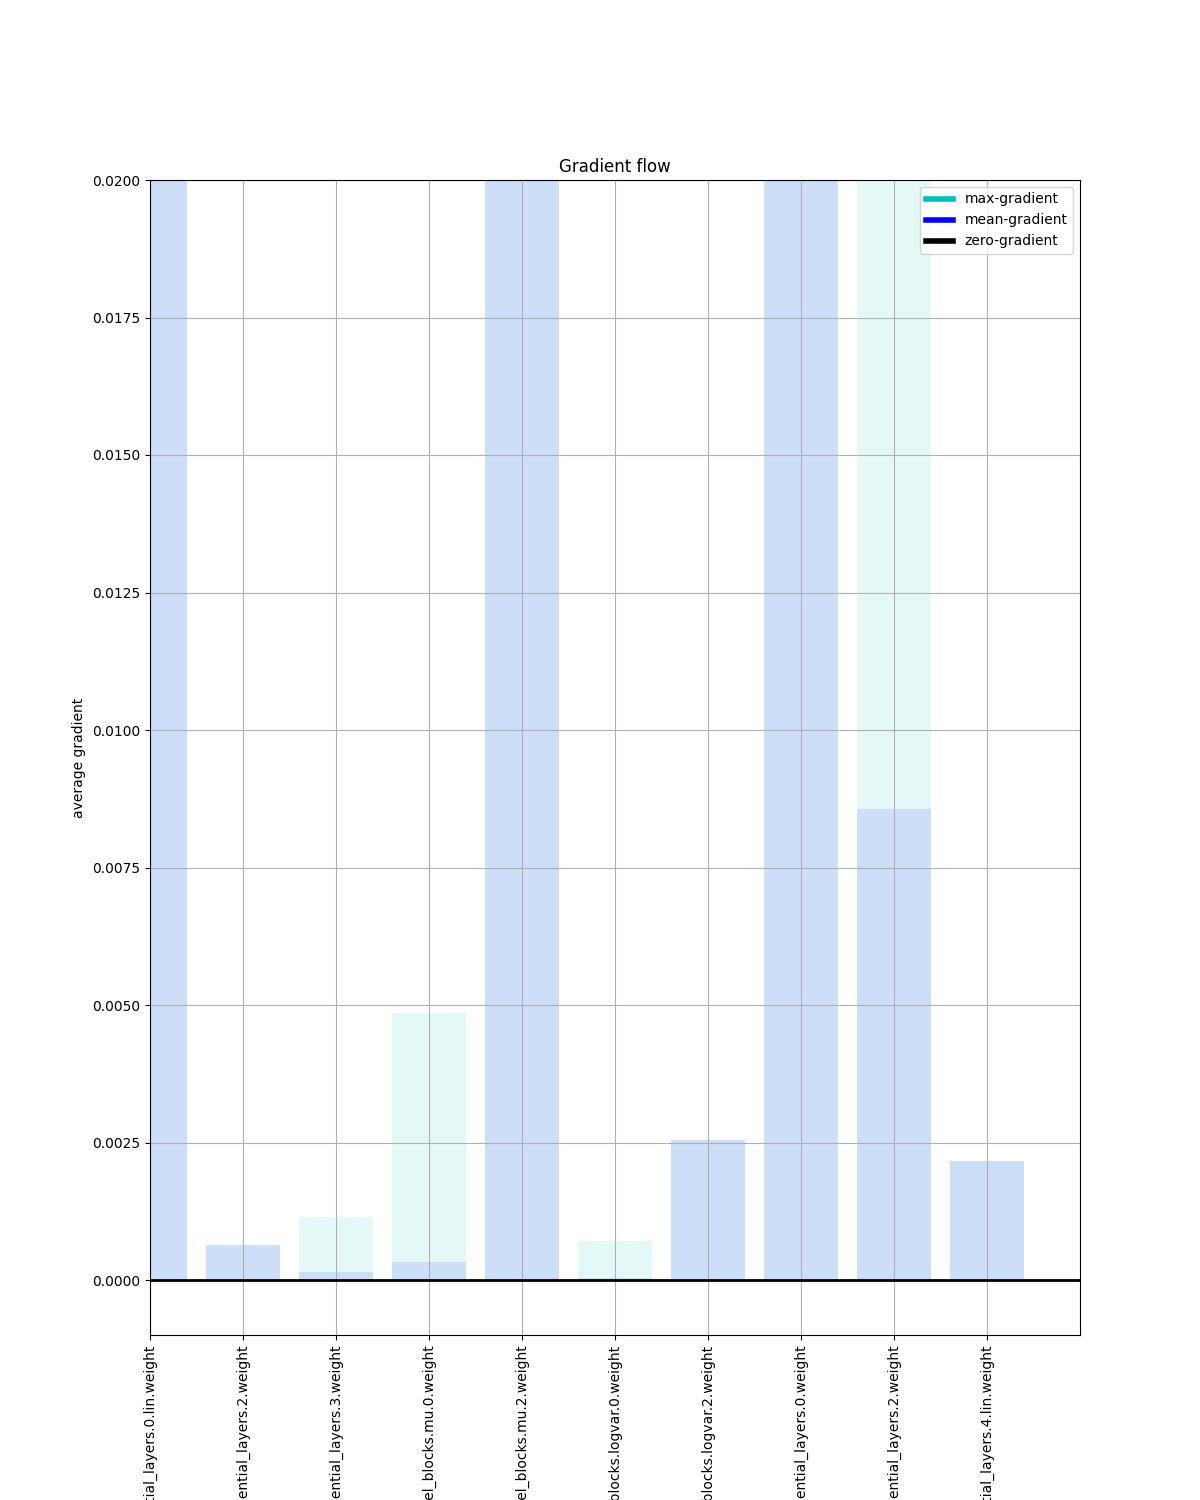 Gradient flow
max-gradient
mean-gradient
zero-gradient
0.0200
0.0175
0.0150
0.0125
0.0100
0.0075
0.0050
0.0025
0.0000
average gradient
tial_layers.0.lin.weight
ential_layers.2.weight
ential_layers.3.weight
el_blocks.mu.0.weight
el_blocks.mu.2.weight
blocks.logvar.0.weight
blocks.logvar.2.weight
ential_layers.0.weight
ential_layers.2.weight
tial_layers.4.lin.weight